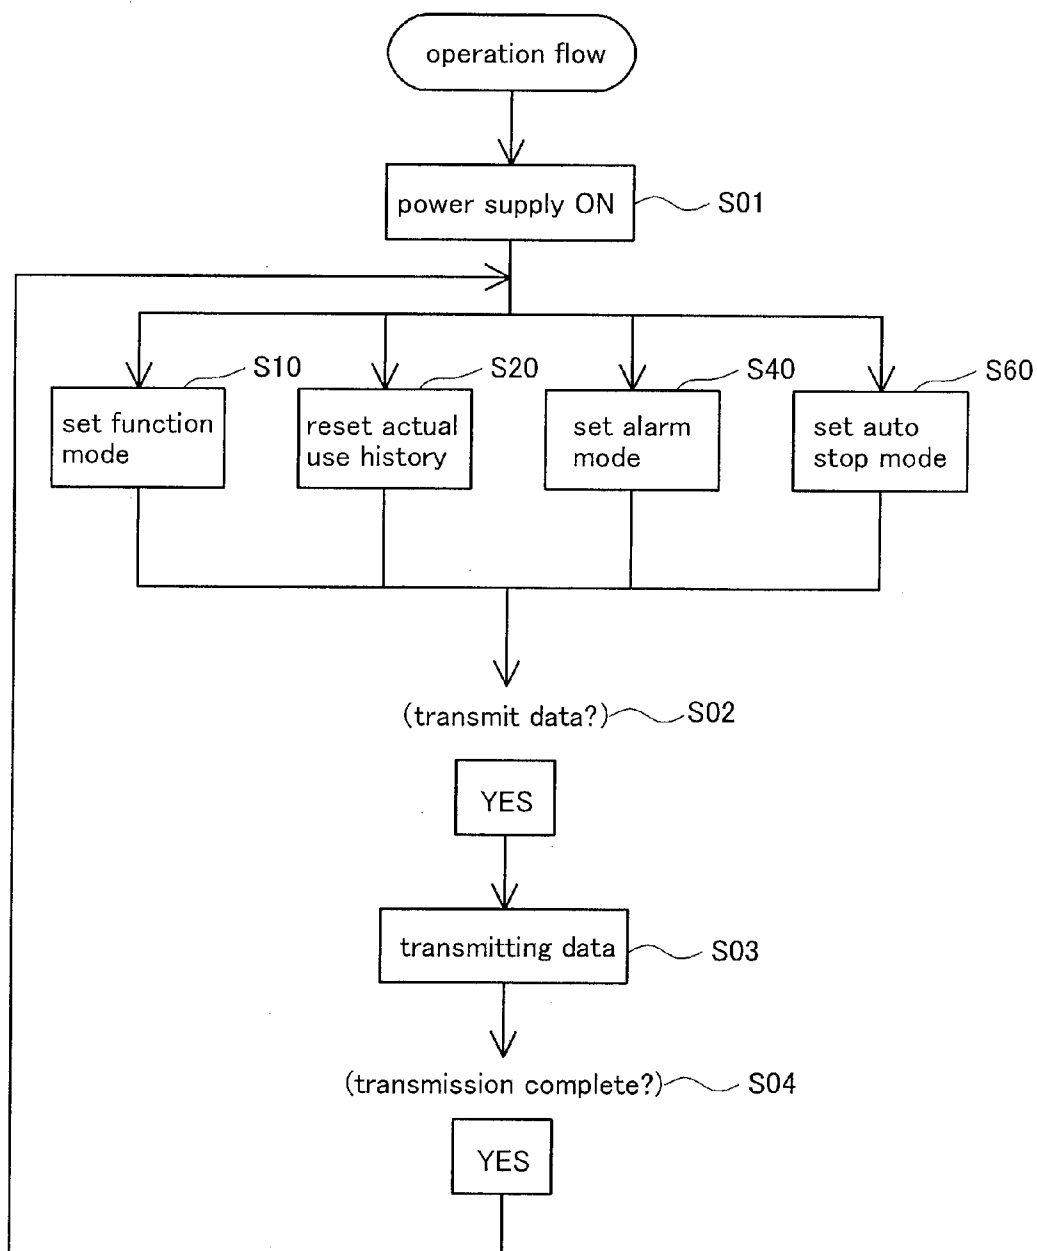 operation flow
power supply ON
S01
S10
S20
S40
S60
set function
mode
reset actual
use history
set alarm
mode
set auto
stop mode
(transmit data?)
S02
YES
transmitting data
S03
(transmission complete?)
S04
YES